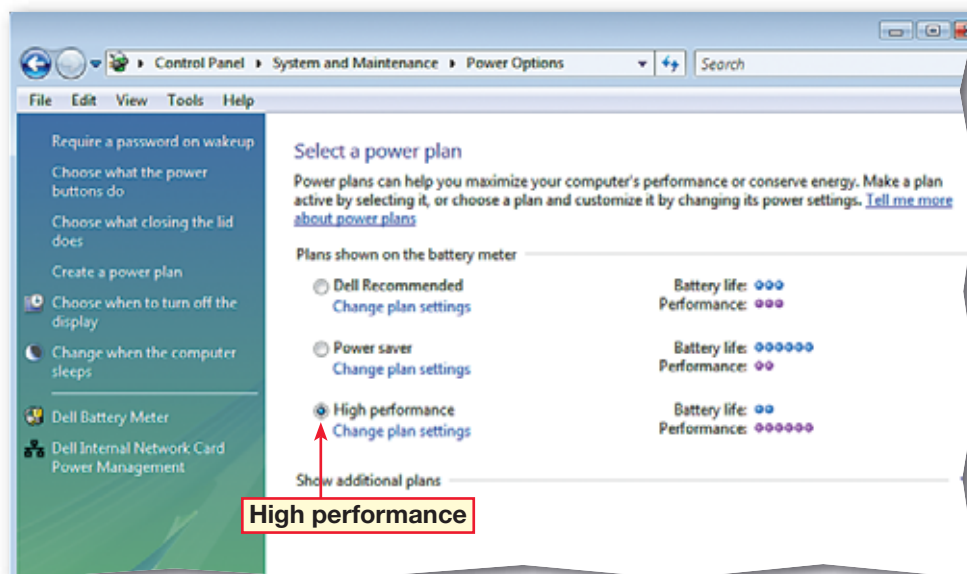 Control Panel System and Maintenance Power Options Search
File Edit View Tools Help
Require a password on wakeup
Choose what the power
buttons do
Choose what closing the lid
does
Create a power plan
Choose when to turn off the
display
Change when the computer
sleeps
Dell Battery Meter
Dell Internal Network Card
Power Management
Select a power plan
Power plans can help you maximize your computer's performance or conserve energy. Make a plan
active by selecting it, or choose a plan and customize it by changing its power settings. Tell me more
about power plans
Plans shown on the battery meter
Dell Recommended Battery life:
Change plan settings Performance:
Power saver Battery life:
Change plan settings Performance:
High performance Battery life:
Change plan settings Performance:
Show additional plans
High performance